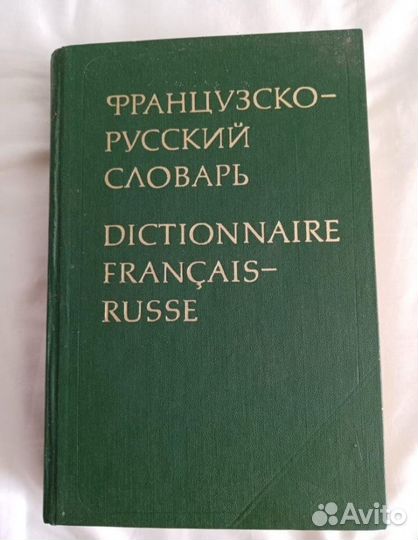 ФРАНЦУЗСКО–
РУССКИЙ
СЛОВАРЬ
DICTIONNAIRE
FRANÇAIS–
RUSSE
Avito